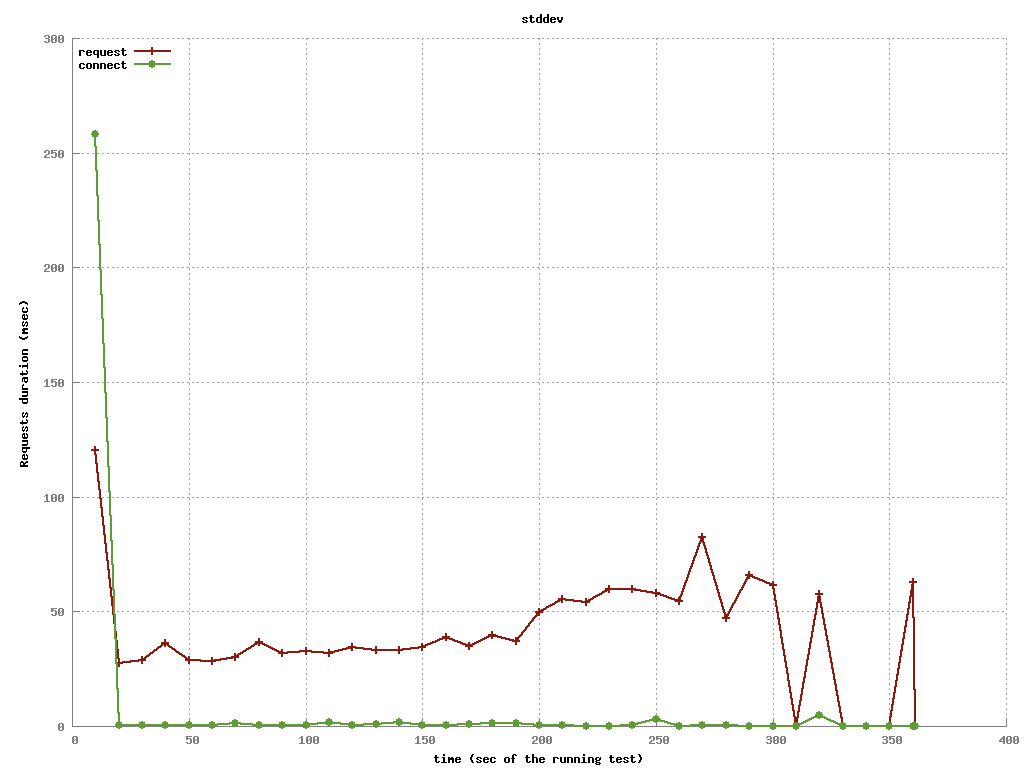 stddev
300
request
connect
250
200
150
Requests duration (msec)
100
50
0
0 50 100 150 200 250 300 350 400
time (sec of the running test)